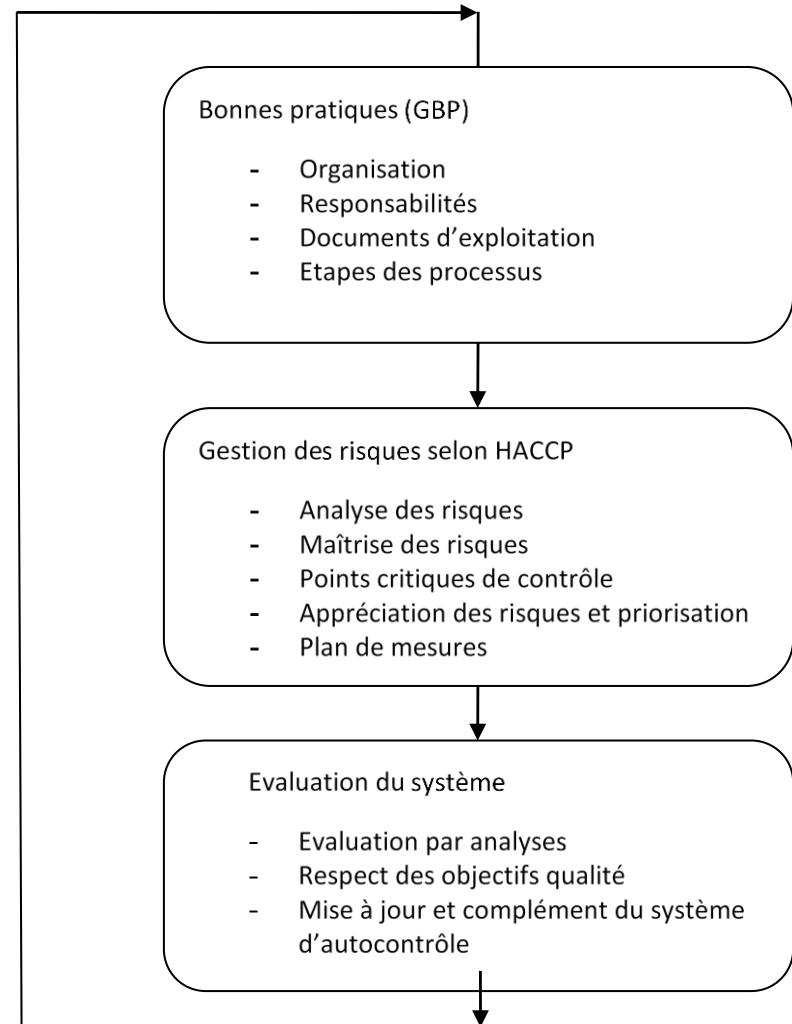 Bonnes pratiques (GBP)
- Organisation
- Responsabilités
- Documents d’exploitation
- Etapes des processus
Gestion des risques selon HACCP
- Analyse des risques
- Maîtrise des risques
- Points critiques de contrôle
- Appréciation des risques et priorisation
- Plan de mesures
Evaluation du système
- Evaluation par analyses
- Respect des objectifs qualité
- Mise à jour et complément du système
d’autocontrôle